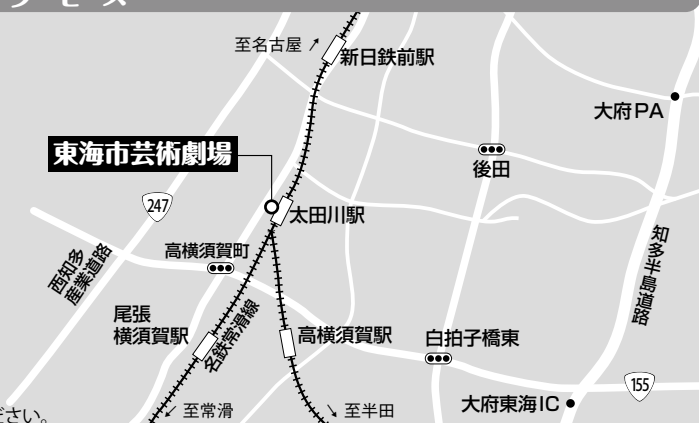 アクセス
至名古屋↗
新日鉄前駅
大府PA
東海市芸術劇場
後田
247
太田川駅
高横須賀町
西知多
産業道路
知多半島道路
尾張
横須賀駅
名鉄常滑線
高横須賀駅
白拍子橋東
155
大府東海IC
↙至常滑
↘至半田
ださい。